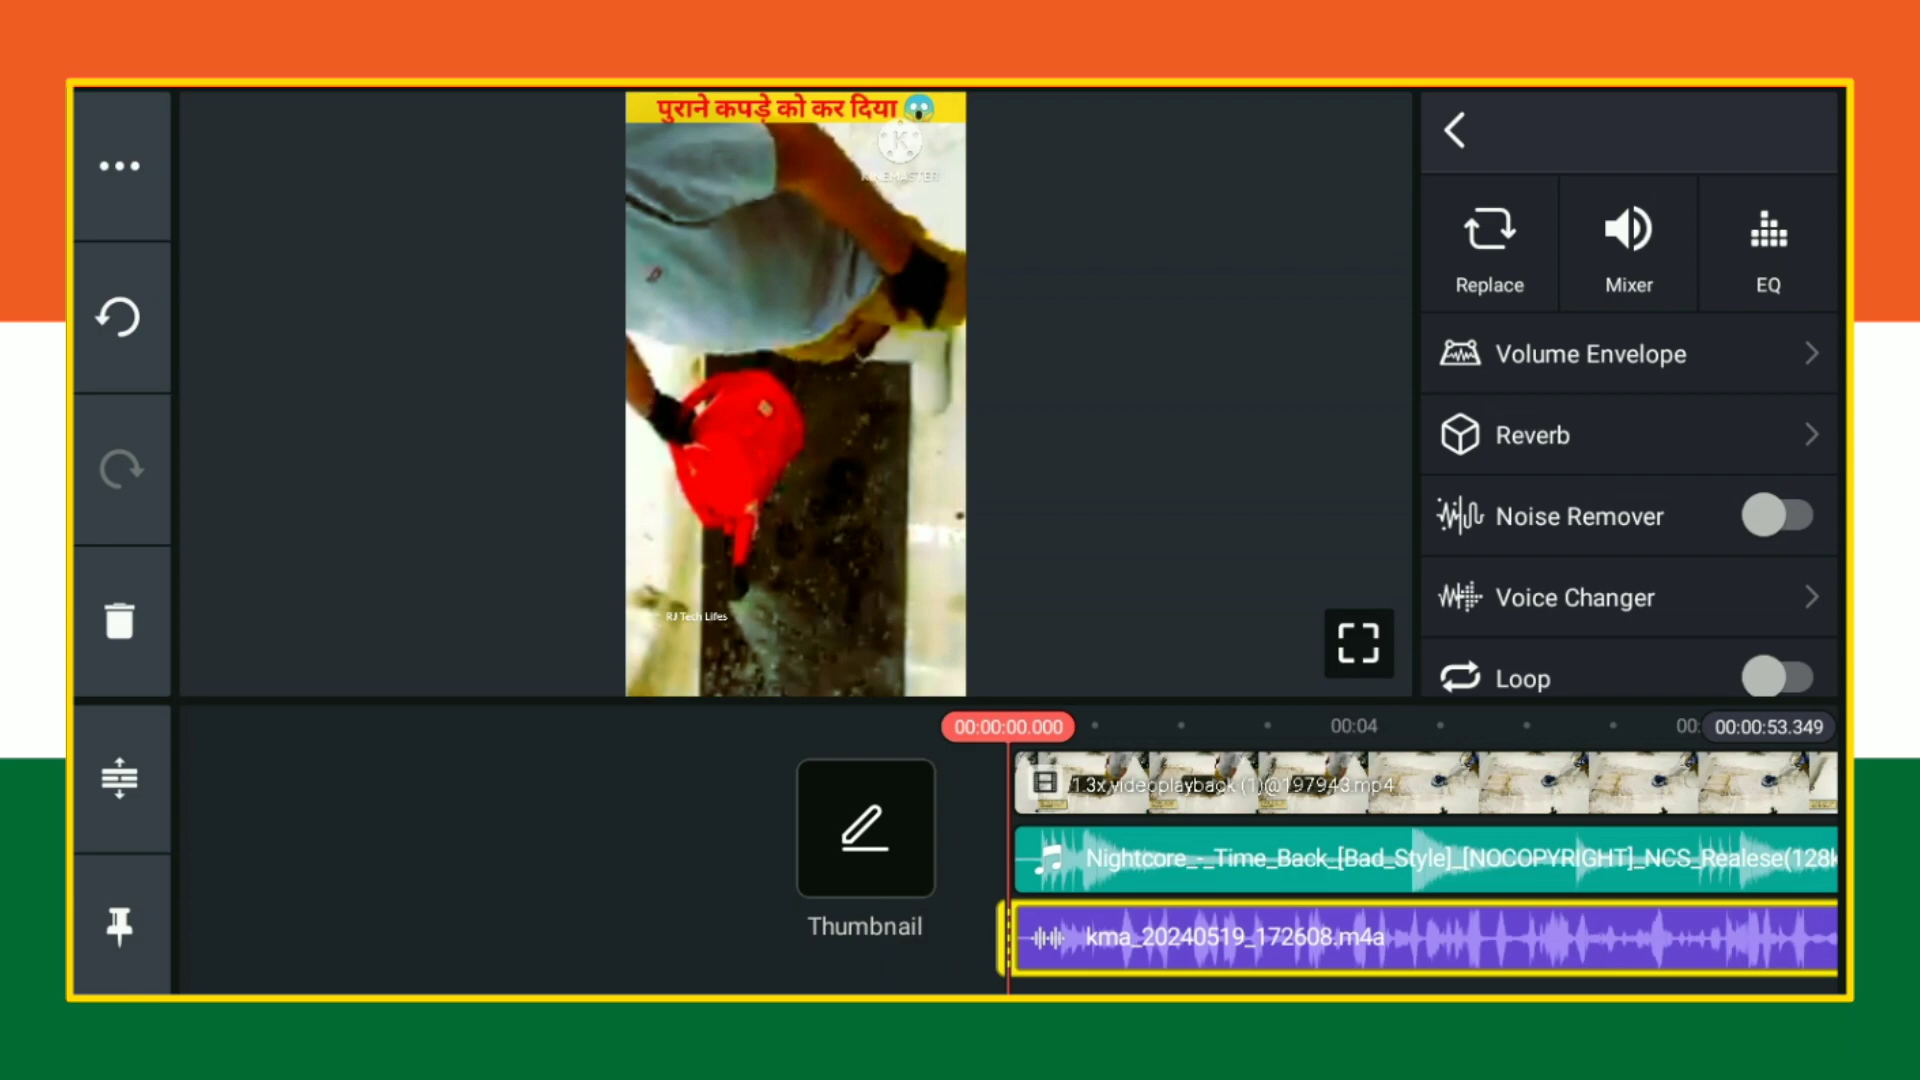 पुराने कपड़े को कर दिया 😱
KINEMASTER
RJ Tech Lifes
Replace
Mixer
EQ
Volume Envelope
Reverb
Noise Remover
Voice Changer
Loop
00:00:00.000
00:04
00:
00:00:53.349
1.3x videoplayback (1)@197943.mp4
Nightcore_-_Time_Back_[Bad_Style]_[NOCOPYRIGHT]_NCS_Realese(128k
Thumbnail
kma_20240519_172608.m4a